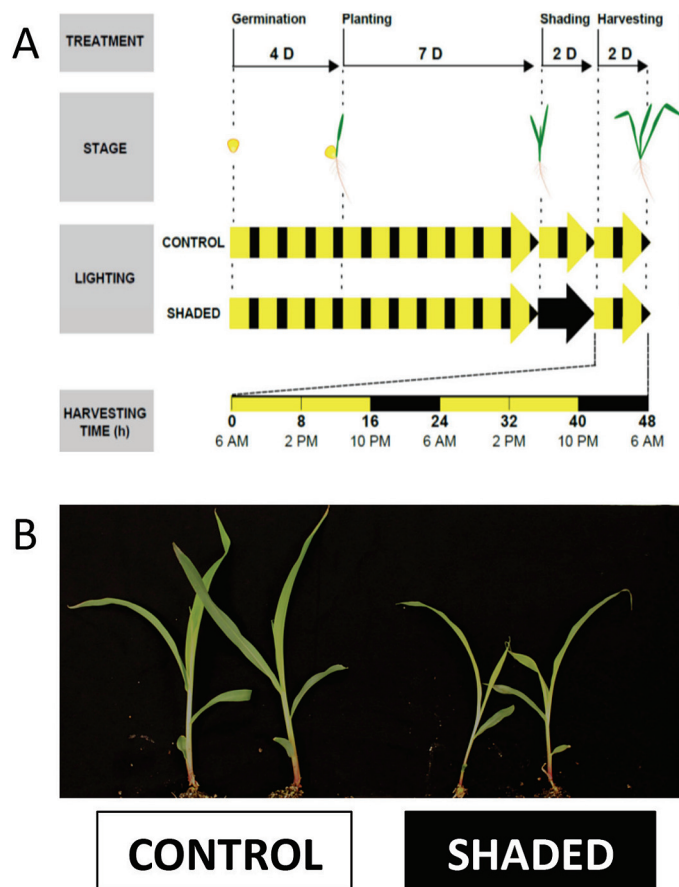 A
TREATMENT
Germination Planting Shading Harvesting
4 D 7 D 2 D 2 D
STAGE
LIGHTING
CONTROL
SHADED
HARVESTING
TIME (h)
0 8 16 24 32 40 48
6 AM 2 PM 10 PM 6 AM 2 PM 10 PM 6 AM
B
CONTROL SHADED